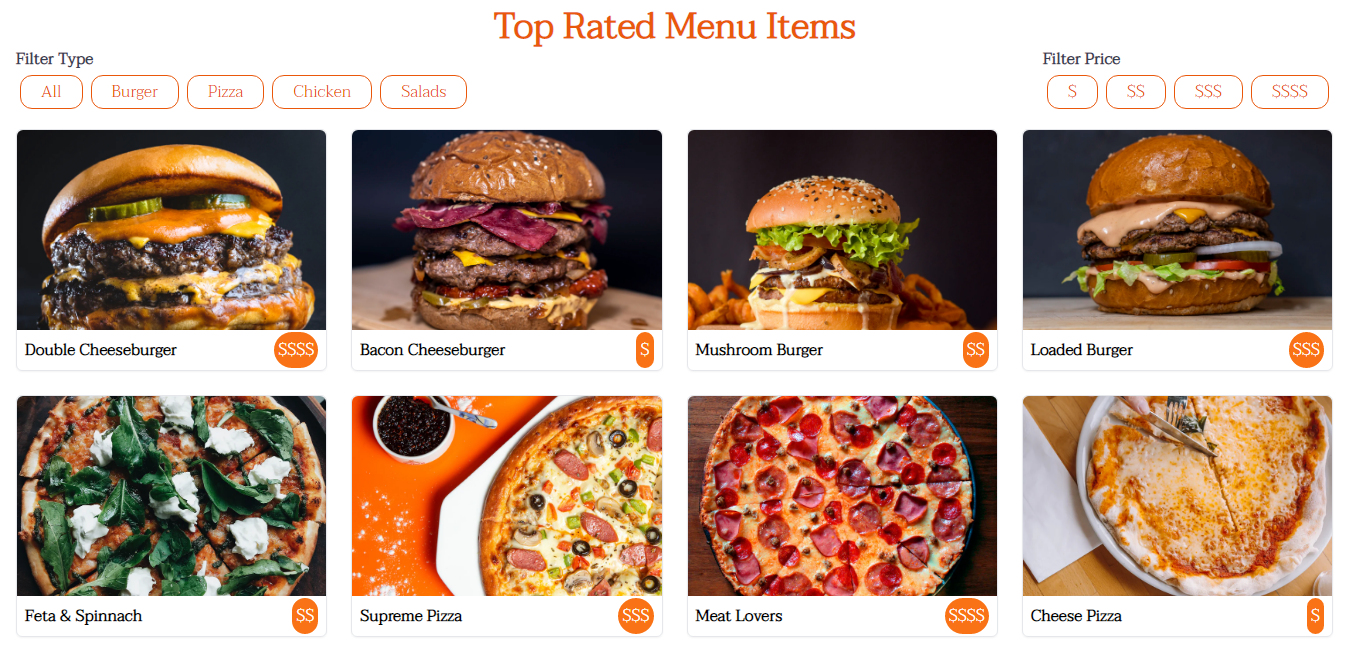 Top Rated Menu Items
Filter Type
Filter Price
All Burger Pizza Chicken Salads
$ $$ $$$ $$$$
Double Cheeseburger $$$$
Bacon Cheeseburger $
Mushroom Burger $$
Loaded Burger $$$
Feta & Spinnach $$
Supreme Pizza $$$
Meat Lovers $$$$
Cheese Pizza $